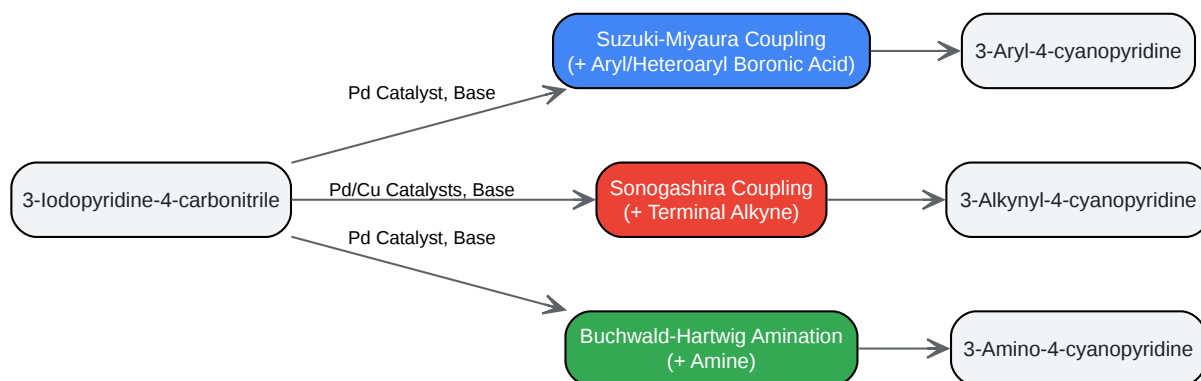 Suzuki-Miyaura Coupling
(+ Aryl/Heteroaryl Boronic Acid)
3-Aryl-4-cyanopyridine
Pd Catalyst, Base
3-Iodopyridine-4-carbonitrile
Pd/Cu Catalysts, Base
Sonogashira Coupling
(+ Terminal Alkyne)
3-Alkynyl-4-cyanopyridine
Pd Catalyst, Base
Buchwald-Hartwig Amination
(+ Amine)
3-Amino-4-cyanopyridine